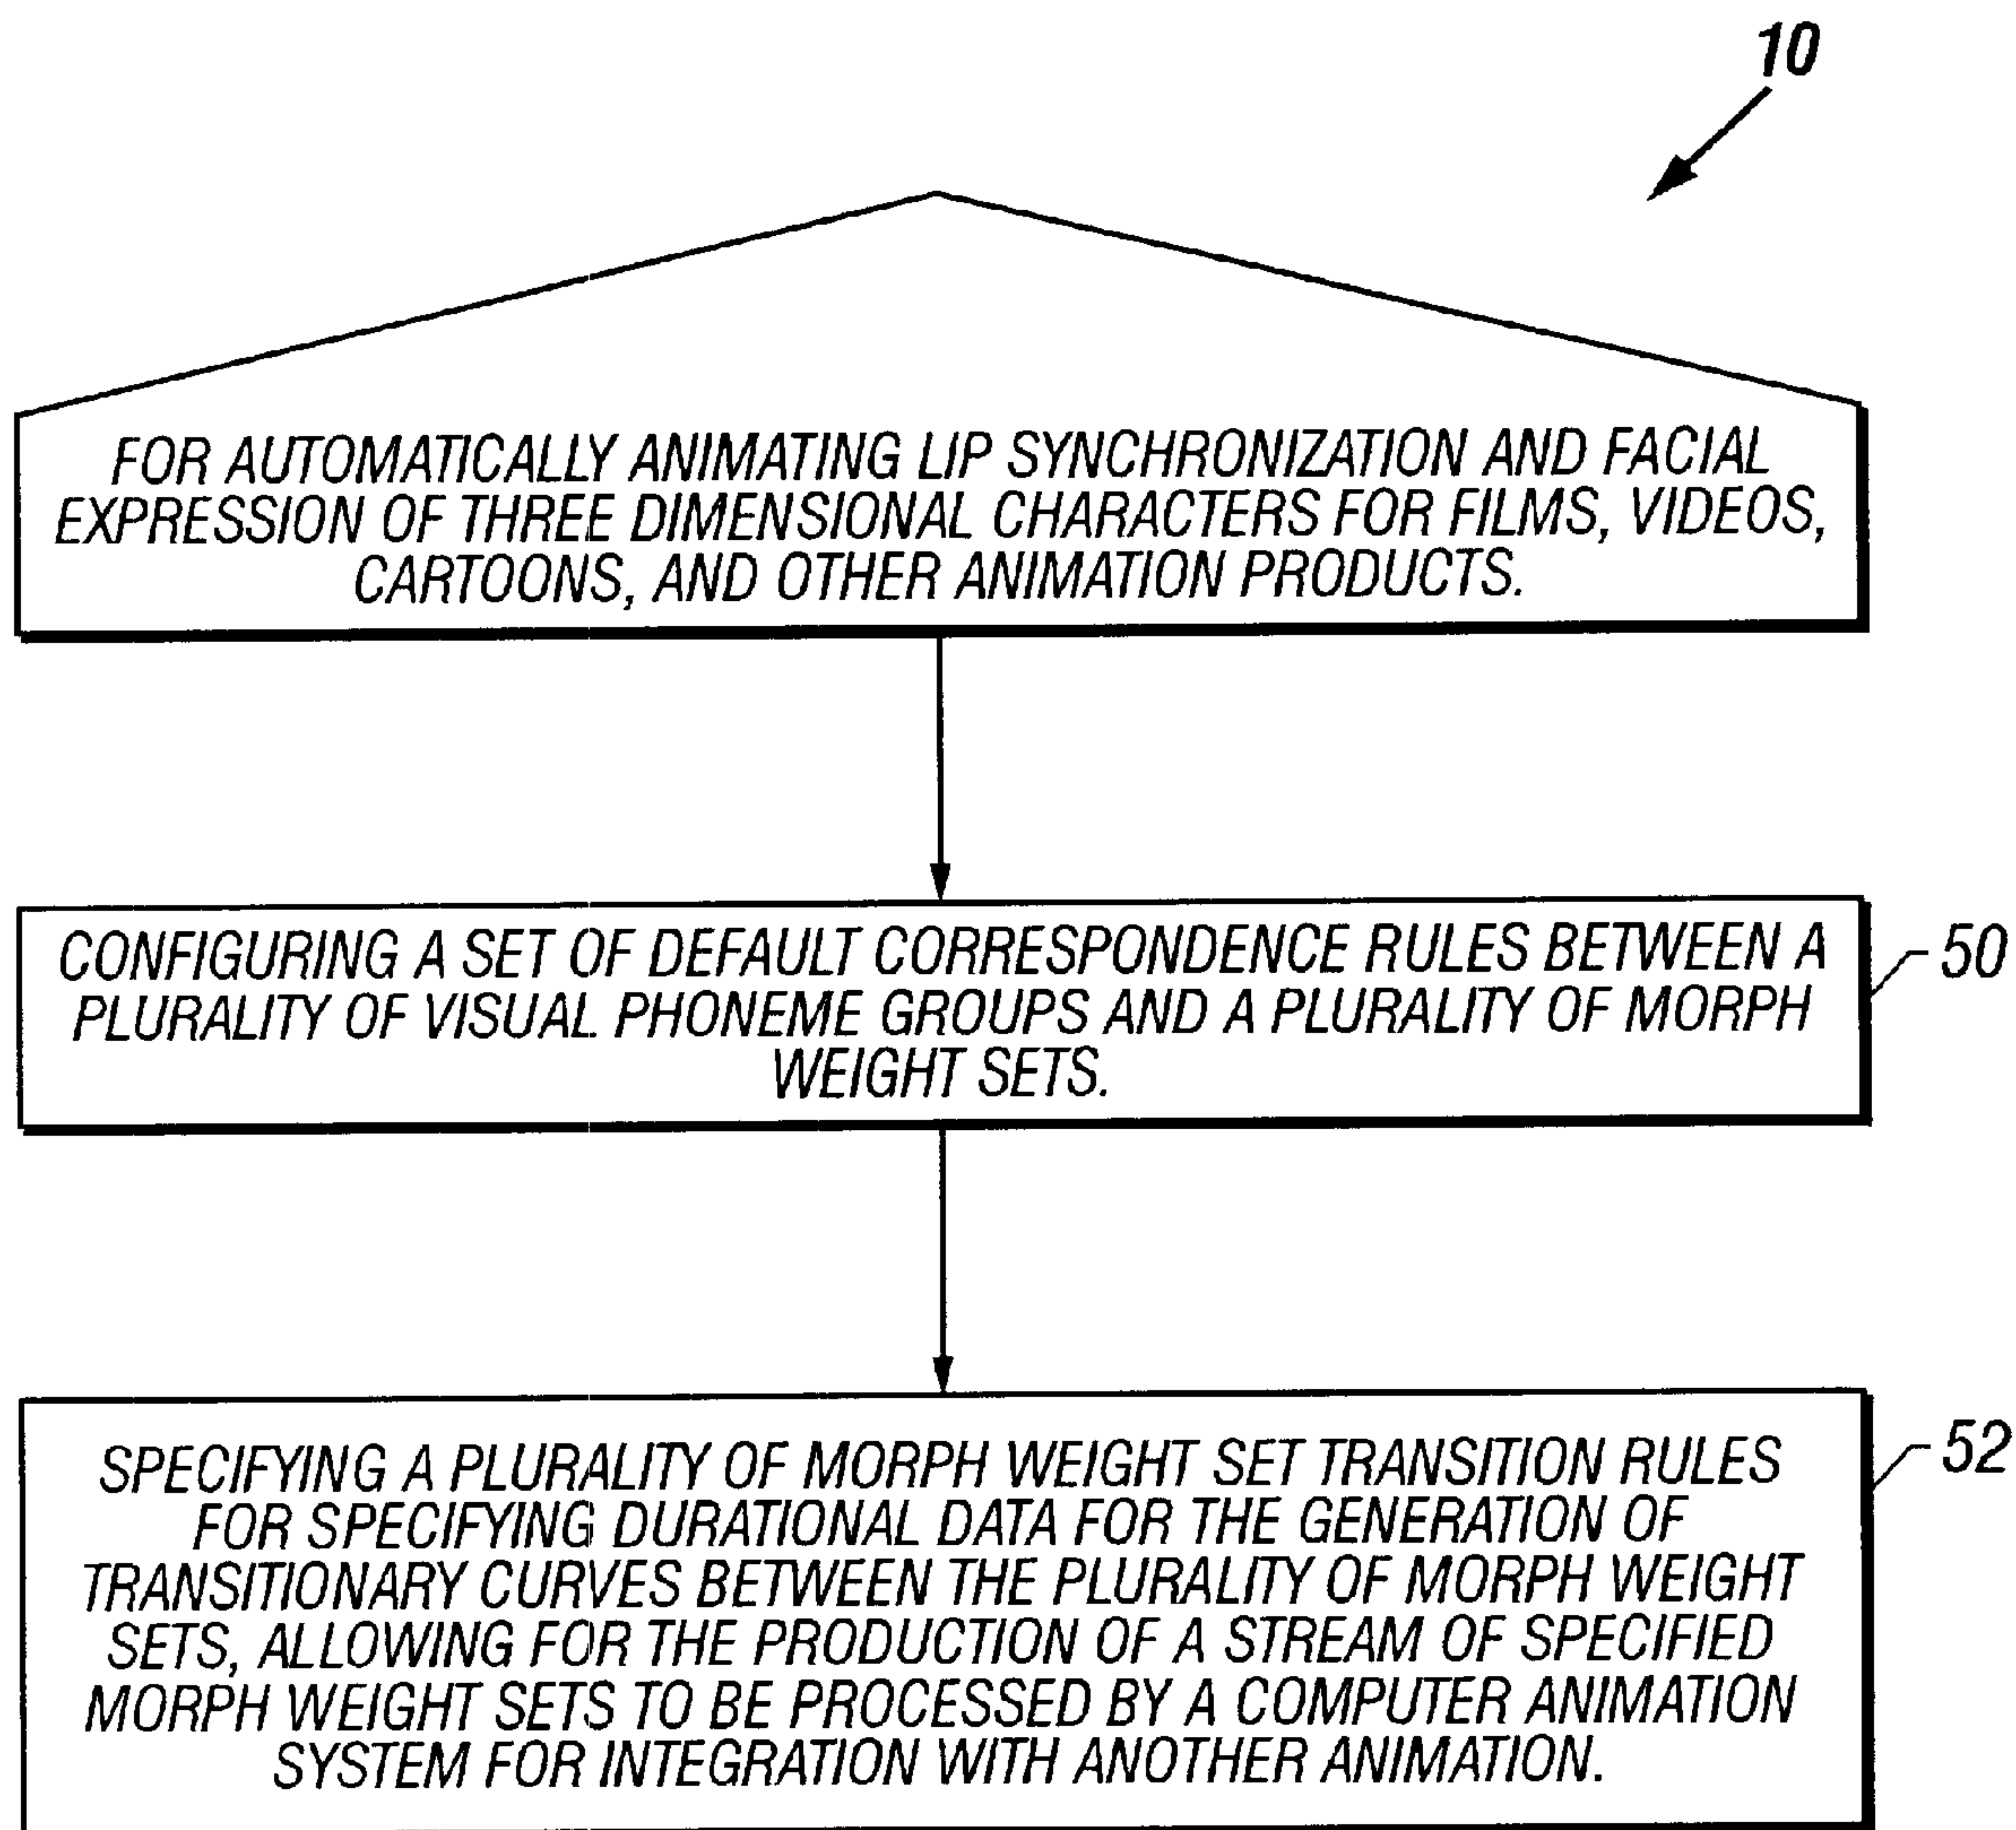 10
FOR AUTOMATICALLY ANIMATING LIP SYNCHRONIZATION AND FACIAL
EXPRESSION OF THREE DIMENSIONAL CHARACTERS FOR FILMS, VIDEOS,
CARTOONS, AND OTHER ANIMATION PRODUCTS.
CONFIGURING A SET OF DEFAULT CORRESPONDENCE RULES BETWEEN A
PLURALITY OF VISUAL PHONEME GROUPS AND A PLURALITY OF MORPH
WEIGHT SETS.
50
SPECIFYING A PLURALITY OF MORPH WEIGHT SET TRANSITION RULES
FOR SPECIFYING DURATIONAL DATA FOR THE GENERATION OF
TRANSITIONARY CURVES BETWEEN THE PLURALITY OF MORPH WEIGHT
SETS, ALLOWING FOR THE PRODUCTION OF A STREAM OF SPECIFIED
MORPH WEIGHT SETS TO BE PROCESSED BY A COMPUTER ANIMATION
SYSTEM FOR INTEGRATION WITH ANOTHER ANIMATION.
52